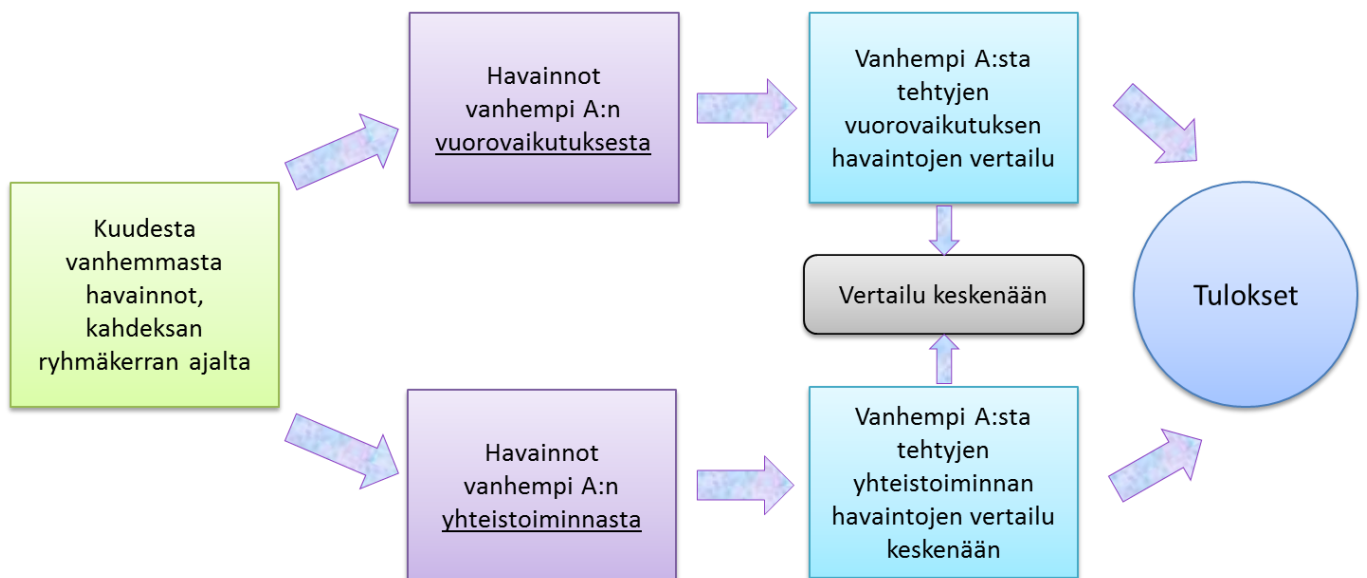 Kuudesta
vanhemmasta
havainnot,
kahdeksan
ryhmäkerran ajalta
Havainnot
vanhempi A:n
vuorovaikutuksesta
Vanhempi A:sta
tehtyjen
vuorovaikutuksen
havaintojen vertailu
Vertailu keskenään
Havainnot
vanhempi A:n
yhteistoiminnasta
Vanhempi A:sta
tehtyjen
yhteistoiminnan
havaintojen vertailu
keskenään
Tulokset